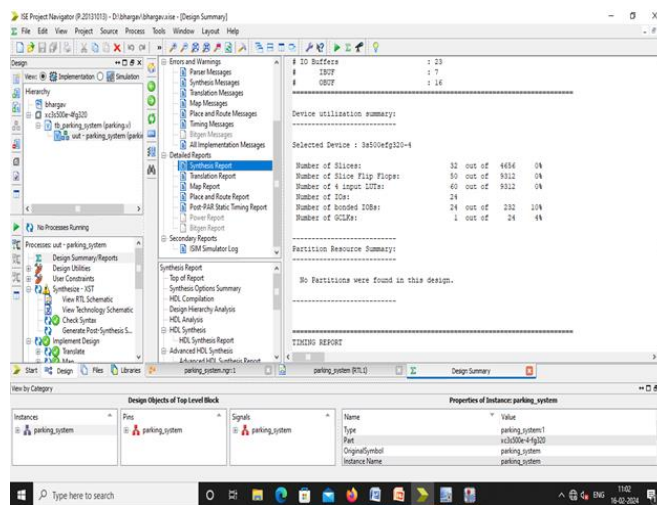 ISE Project Navigator (P.20131013) - D:\bhargav\bhargav.xise - [Design Summary]
File Edit View Project Source Process Tools Window Layout Help
Design
View: Implementation Simulation
Hierarchy
bhargav
xc3s500e-4fg320
tb_parking_system (parking.v)
uut - parking_system (parkin
No Processes Running
Processes: uut - parking_system
Design Summary/Reports
Design Utilities
User Constraints
Synthesize - XST
View RTL Schematic
View Technology Schematic
Check Syntax
Generate Post-Synthesis S...
Implement Design
Translate
Map
Errors and Warnings
Parser Messages
Synthesis Messages
Translation Messages
Map Messages
Place and Route Messages
Timing Messages
Bitgen Messages
All Implementation Messages
Detailed Reports
Synthesis Report
Translation Report
Map Report
Place and Route Report
Post-PAR Static Timing Report
Power Report
Bitgen Report
Secondary Reports
ISIM Simulator Log
Synthesis Report
Top of Report
Synthesis Options Summary
HDL Compilation
Design Hierarchy Analysis
HDL Analysis
HDL Synthesis
HDL Synthesis Report
Advanced HDL Synthesis
Advanced HDL Synthesis Report
# IO Buffers : 23
# IBUF : 7
# OBUF : 16
Device utilization summary:
Selected Device : 3s500efg320-4
Number of Slices: 32 out of 4656 0%
Number of Slice Flip Flops: 50 out of 9312 0%
Number of 4 input LUTs: 60 out of 9312 0%
Number of IOs: 24
Number of bonded IOBs: 24 out of 232 10%
Number of GCLKs: 1 out of 24 4%
Partition Resource Summary:
No Partitions were found in this design.
TIMING REPORT
Start Design Files Libraries parking_system.ngr:1 parking_system (RTL1) Design Summary
View by Category
Design Objects of Top Level Block Properties of Instance: parking_system
Instances Pins Signals Name Value
parking_system parking_system parking_system Type parking_system:1
Part xc3s500e-4-fg320
OriginalSymbol parking_system
Instance Name parking_system
Type here to search
ENG 11:02
16-02-2024